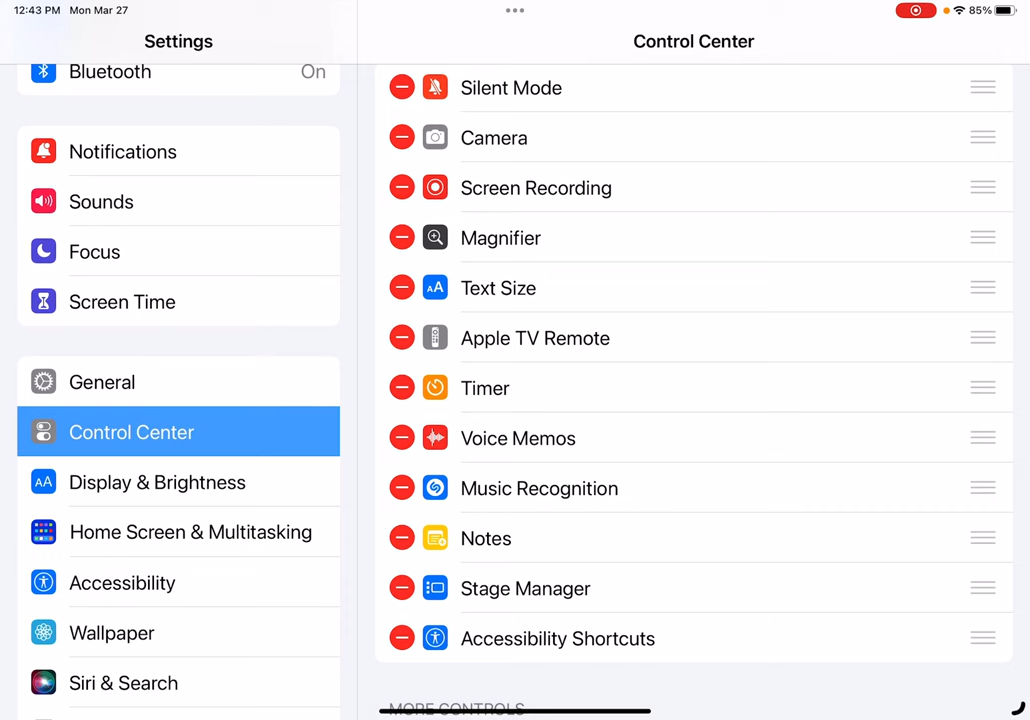 12:43 PM Mon Mar 27
85%
Settings
Control Center
Bluetooth On
Notifications
Sounds
Focus
Screen Time
General
Control Center
Display & Brightness
Home Screen & Multitasking
Accessibility
Wallpaper
Siri & Search
Silent Mode
Camera
Screen Recording
Magnifier
Text Size
Apple TV Remote
Timer
Voice Memos
Music Recognition
Notes
Stage Manager
Accessibility Shortcuts
MORE CONTROLS